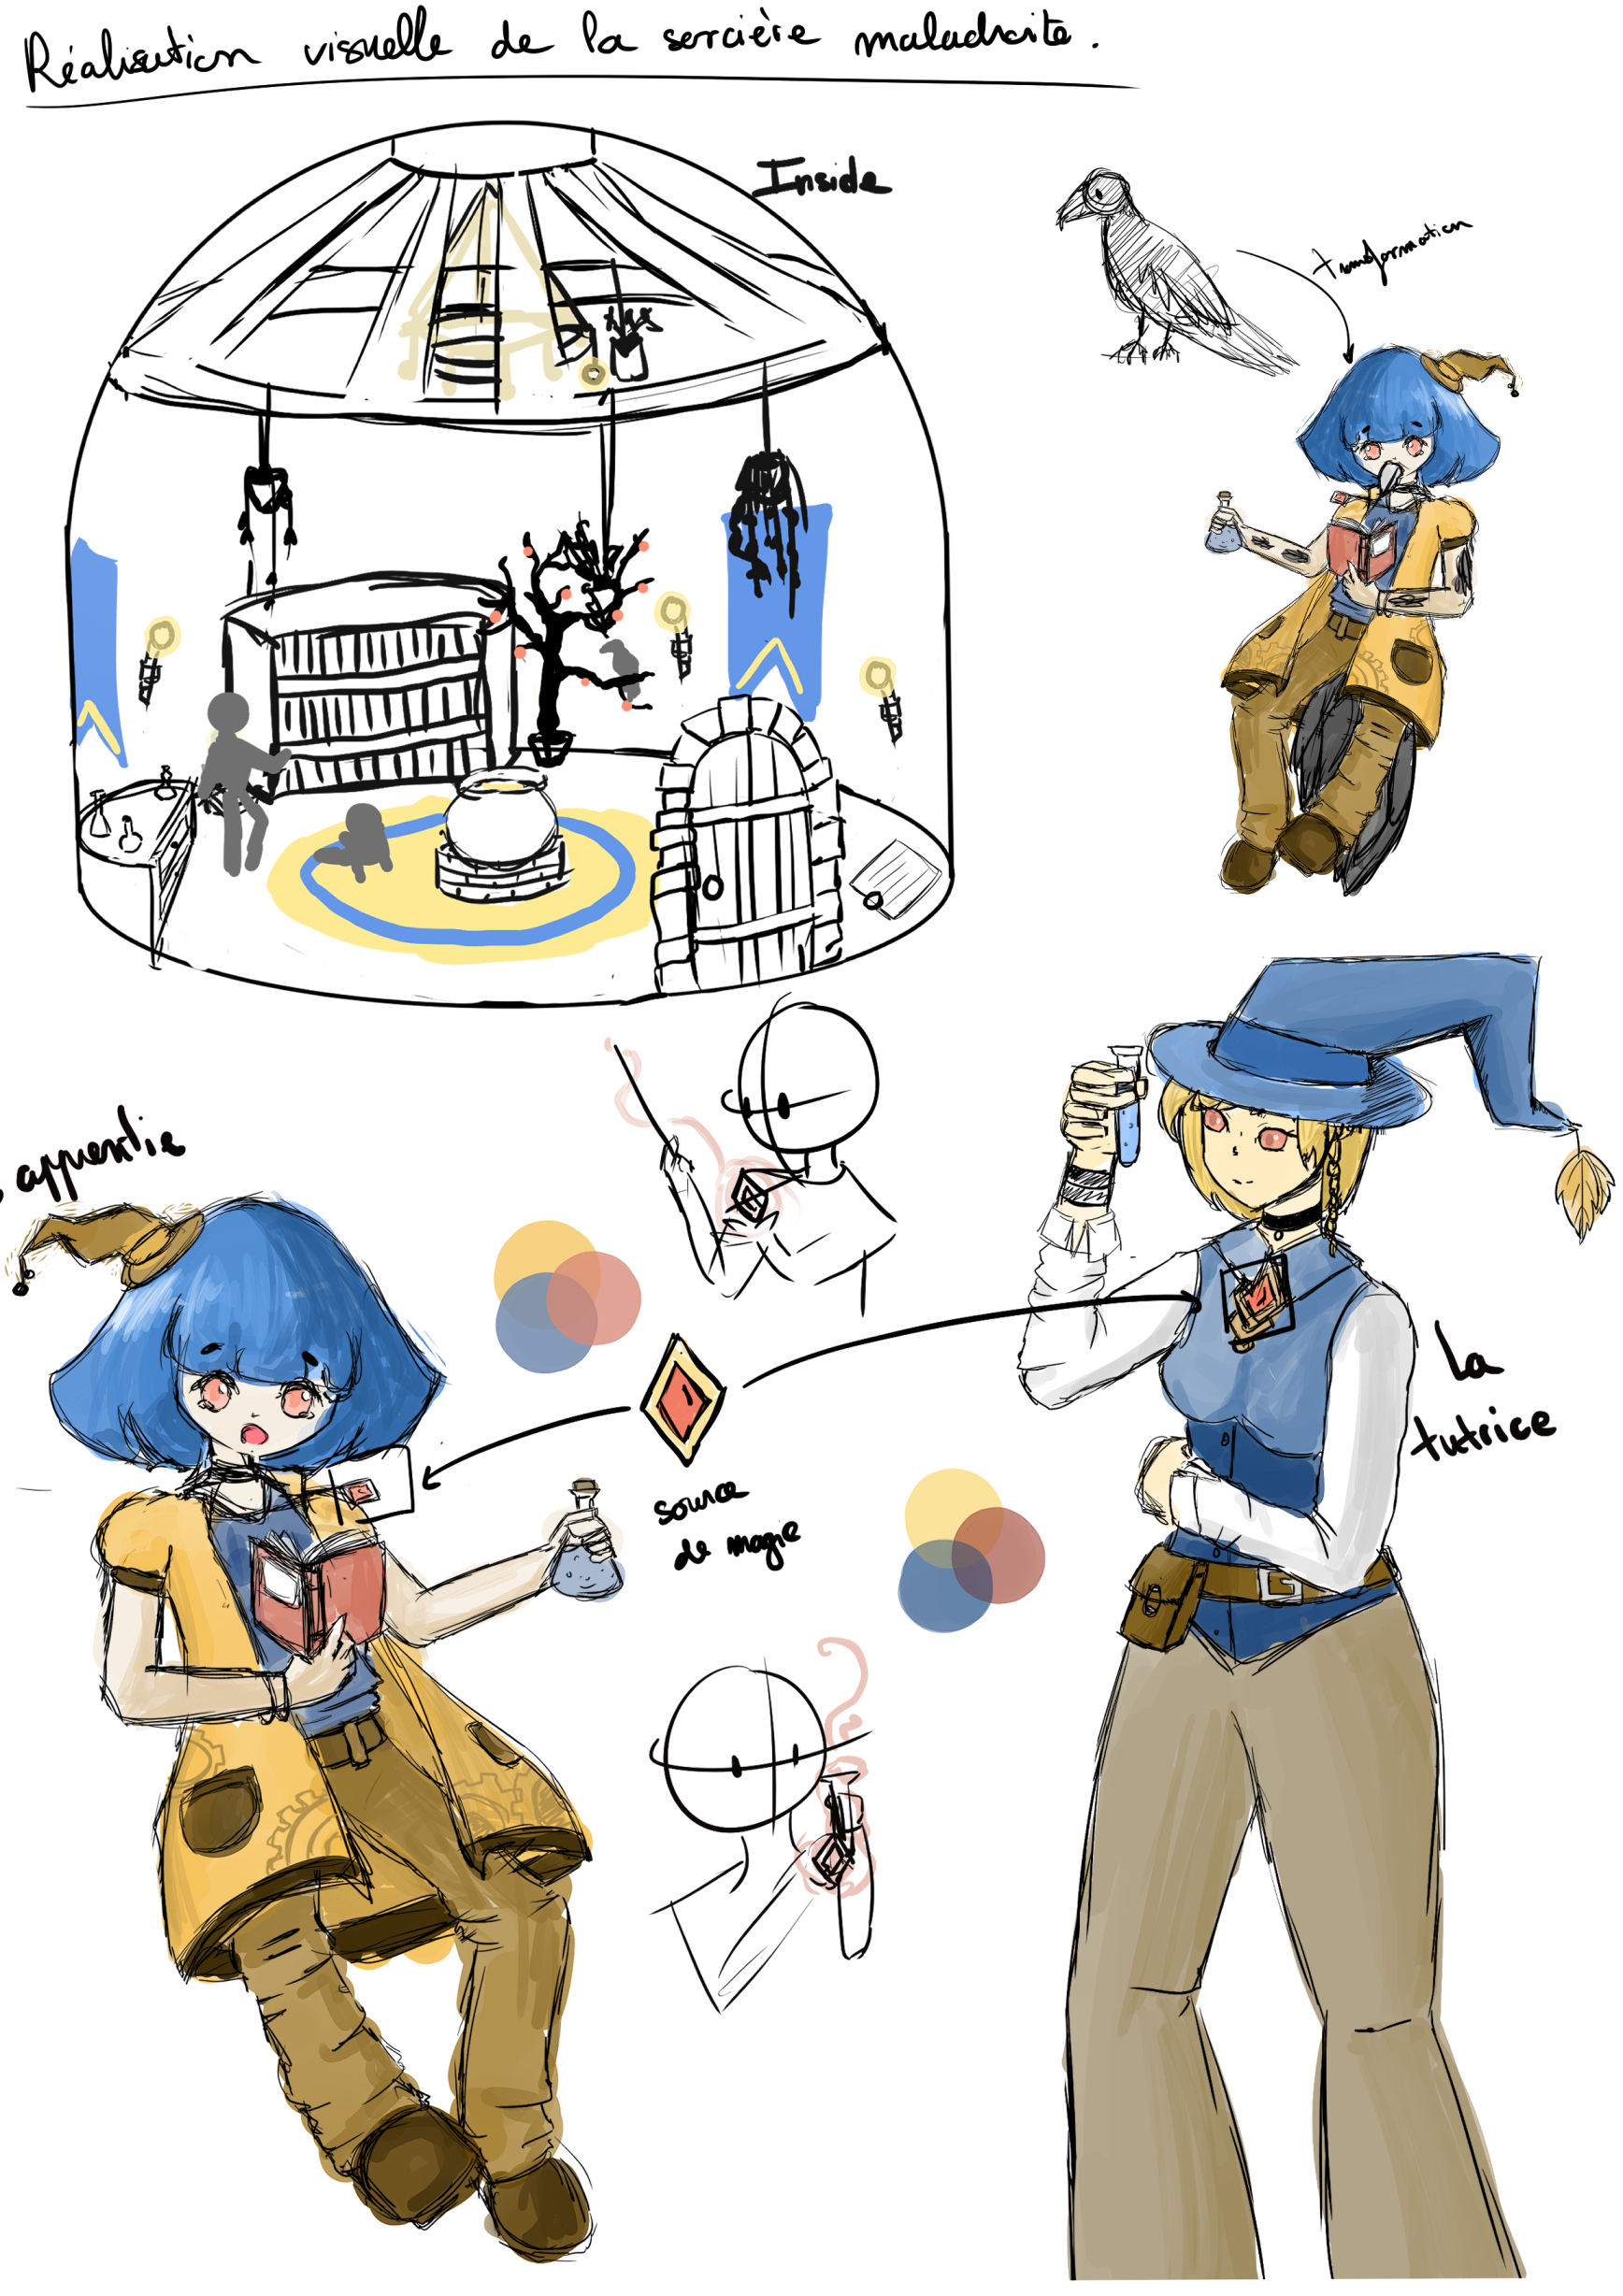 Réalisation visuelle de la sorcière maladroite.
Inside
transformation
apprentie
source
de magie
La
tutrice